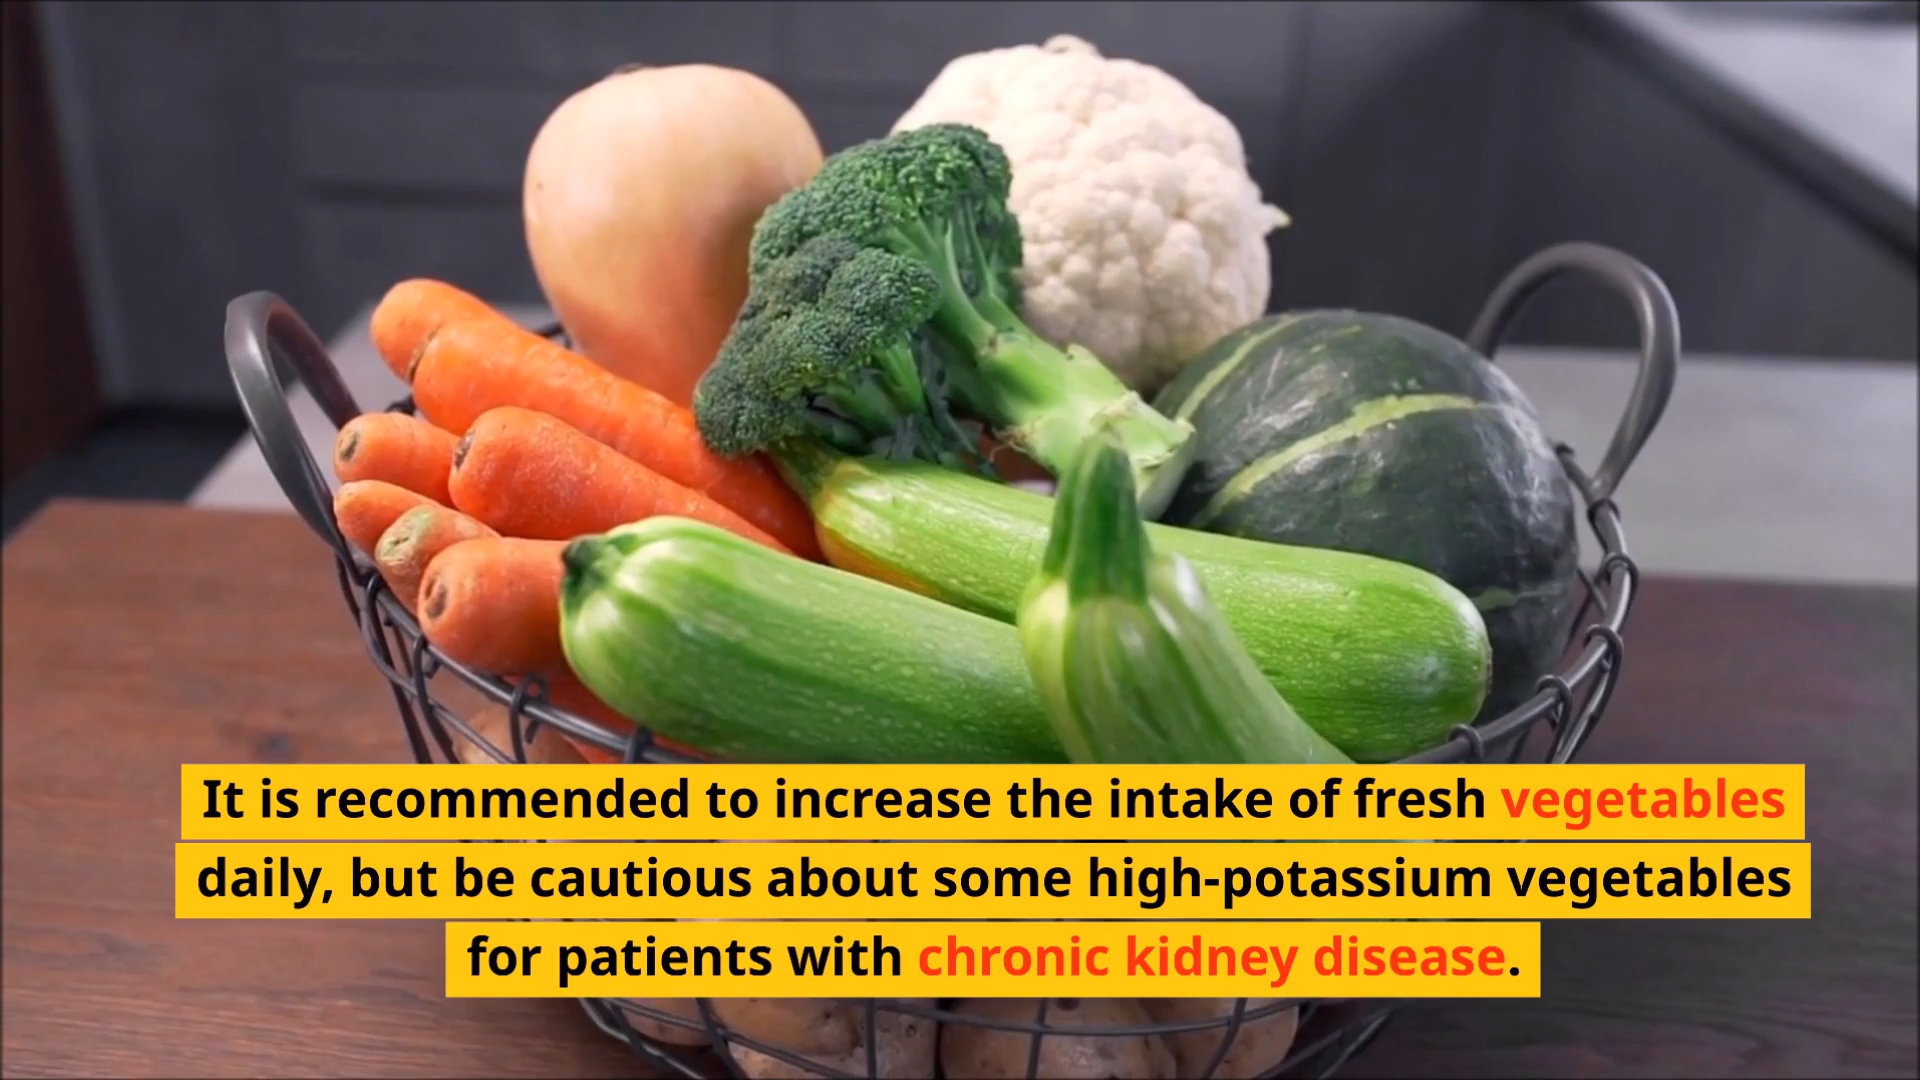 It is recommended to increase the intake of fresh vegetables
daily, but be cautious about some high-potassium vegetables
for patients with chronic kidney disease.